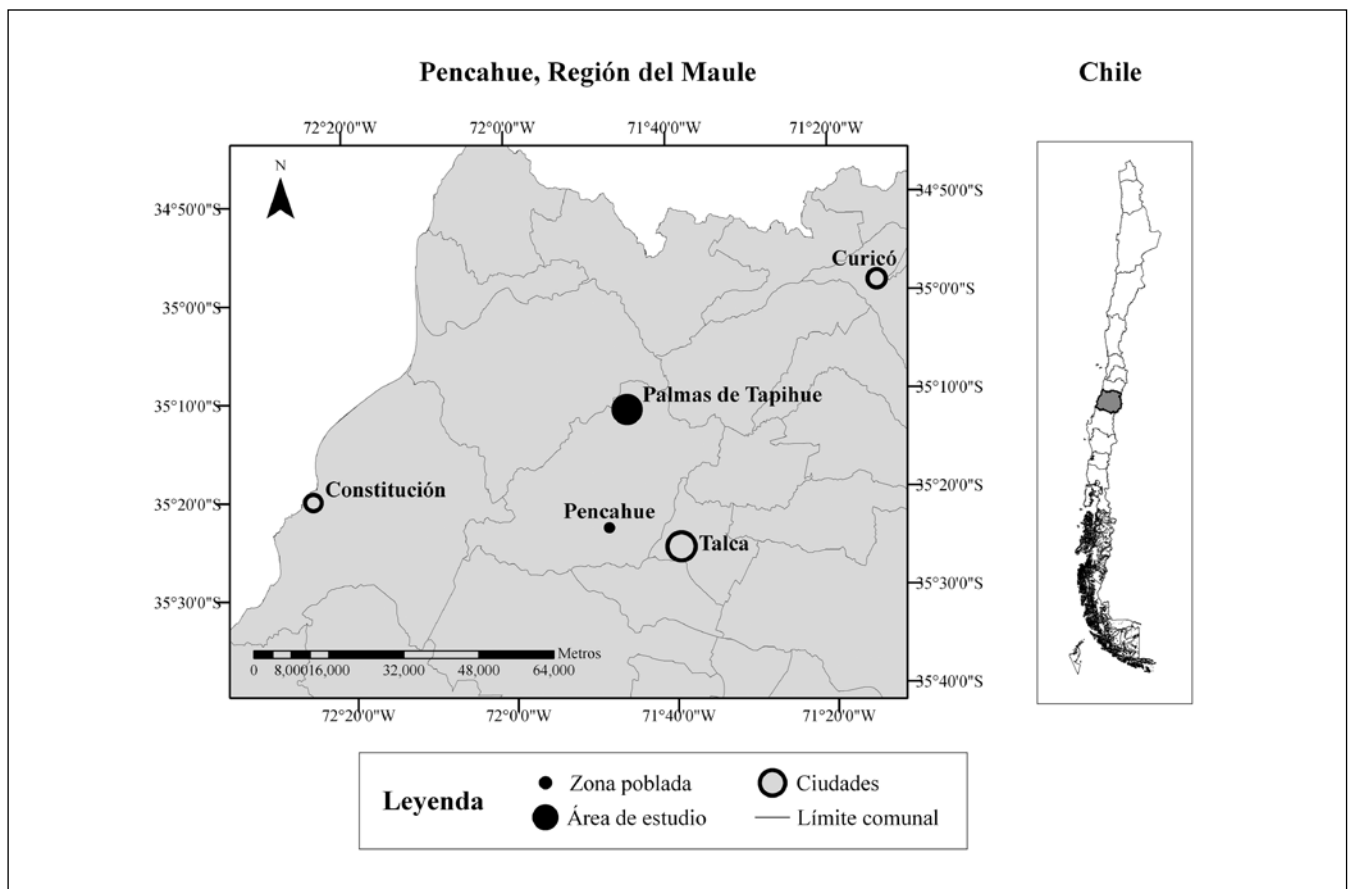 Pencahue, Región del Maule
Chile
72°20'0"W 72°0'0"W 71°40'0"W 71°20'0"W
N
34°50'0"S
34°50'0"S
Curicó
35°0'0"S
35°0'0"S
Palmas de Tapihue
35°10'0"S
35°10'0"S
Constitución
35°20'0"S
35°20'0"S
Pencahue
Talca
35°30'0"S
35°30'0"S
Metros
0 8,000 16,000 32,000 48,000 64,000
35°40'0"S
72°20'0"W 72°0'0"W 71°40'0"W 71°20'0"W
Leyenda
Zona poblada
Ciudades
Área de estudio
Límite comunal